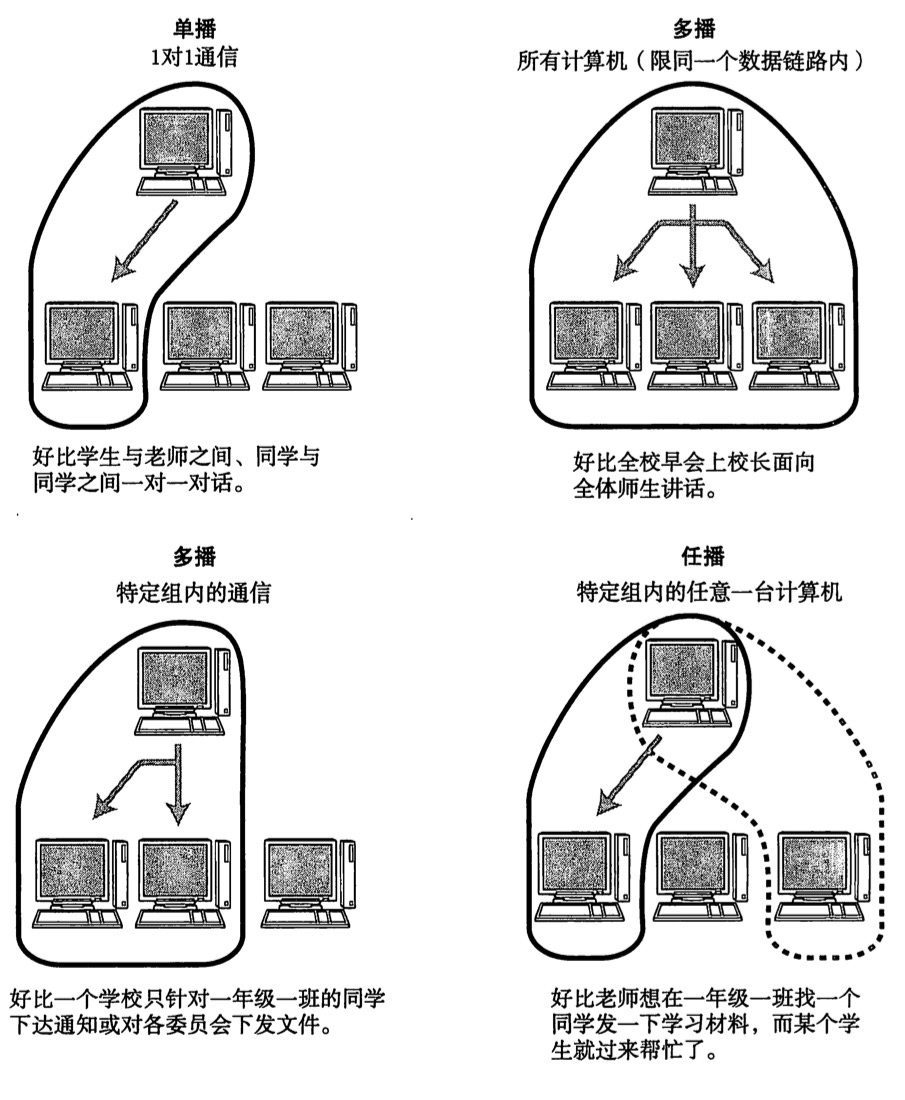 单播
1对1通信
多播
所有计算机（限同一个数据链路内）
好比学生与老师之间、同学与
同学之间一对一对话。
好比全校早会上校长面向
全体师生讲话。
多播
特定组内的通信
任播
特定组内的任意一台计算机
好比一个学校只针对一年级一班的同学
下达通知或对各委员会下发文件。
好比老师想在一年级一班找一个
同学发一下学习材料，而某个学
生就过来帮忙了。